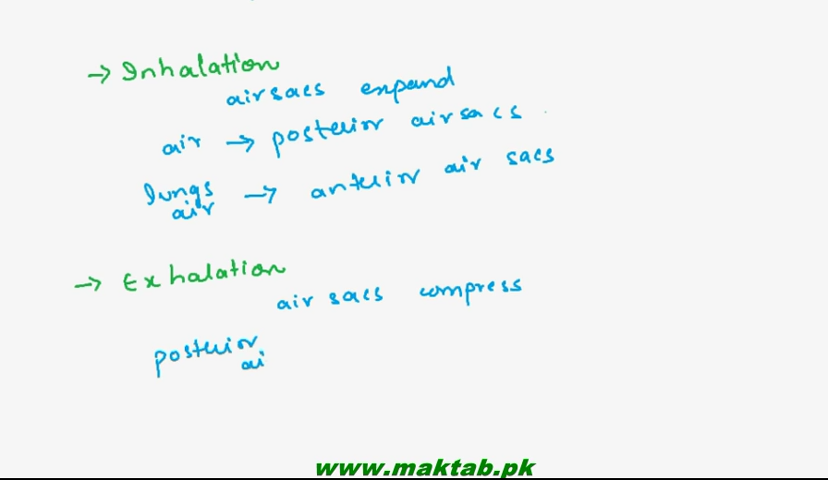 → Inhalation
airsacs expand
air → posterior airsacs
lungs air → anterior air sacs
→ Exhalation
air sacs compress
posterior
ai
www.maktab.pk